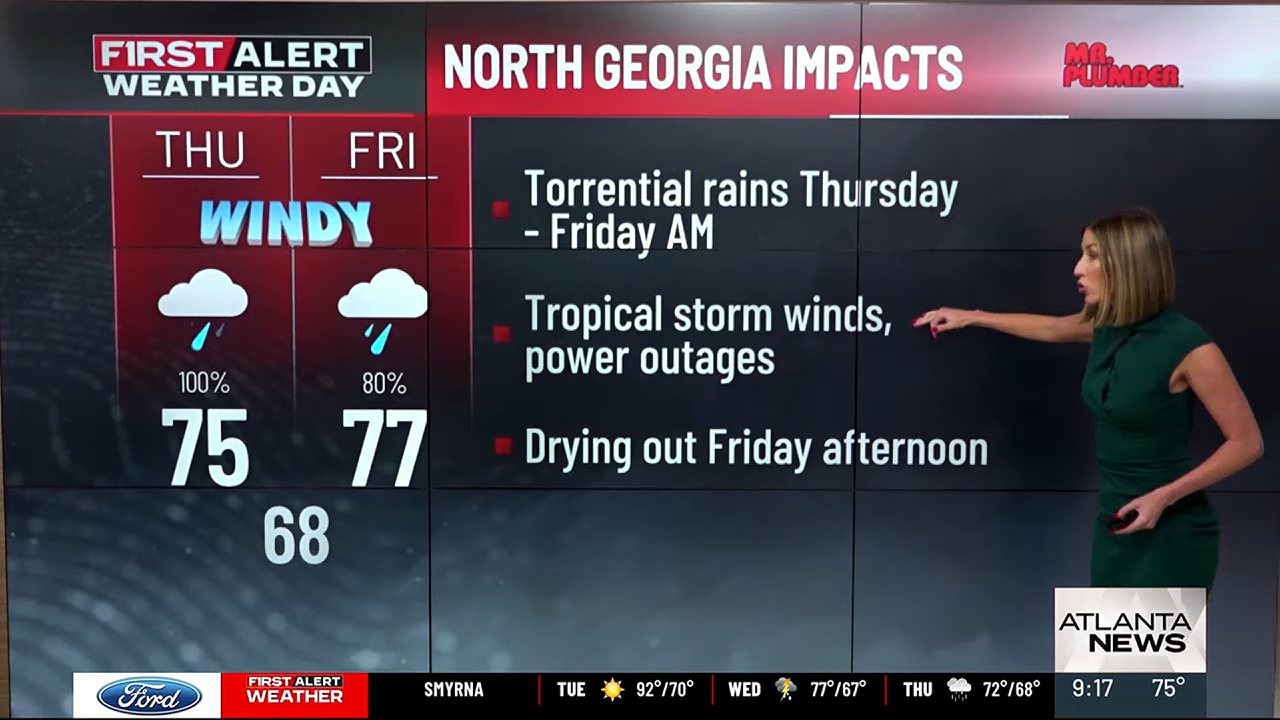 FIRST ALERT
WEATHER DAY
NORTH GEORGIA IMPACTS
MR.
PLUMBER
THU
FRI
WINDY
100%
80%
75
77
68
Torrential rains Thursday
- Friday AM
Tropical storm winds,
power outages
Drying out Friday afternoon
ATLANTA
NEWS
Ford
FIRST ALERT
WEATHER
SMYRNA
TUE 92°/70°
WED 77°/67°
THU 72°/68°
9:17 75°